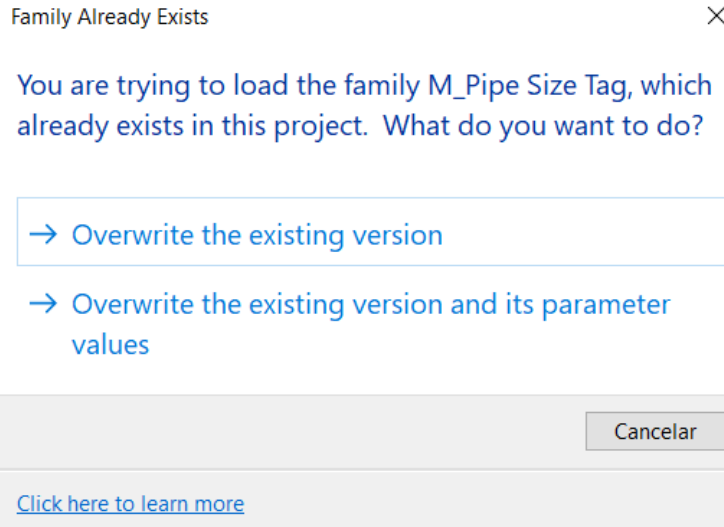 Family Already Exists
You are trying to load the family M_Pipe Size Tag, which
already exists in this project.  What do you want to do?
Overwrite the existing version
Overwrite the existing version and its parameter
values
Cancelar
Click here to learn more